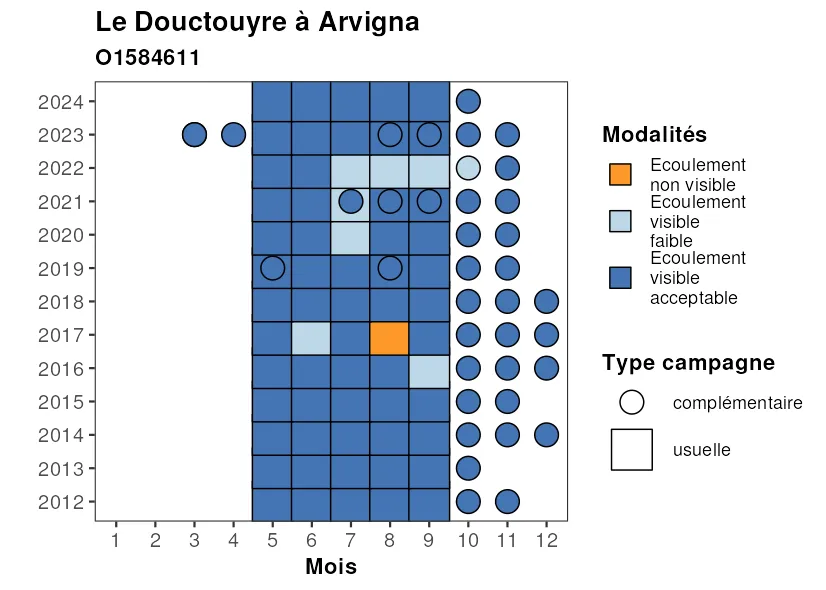 Le Douctouyre à Arvigna
O1584611
2024
2023
2022
2021
2020
2019
2018
2017
2016
2015
2014
2013
2012
1 2 3 4 5 6 7 8 9 10 11 12
Mois
Modalités
Ecoulement
non visible
Ecoulement
visible
faible
Ecoulement
visible
acceptable
Type campagne
complémentaire
usuelle